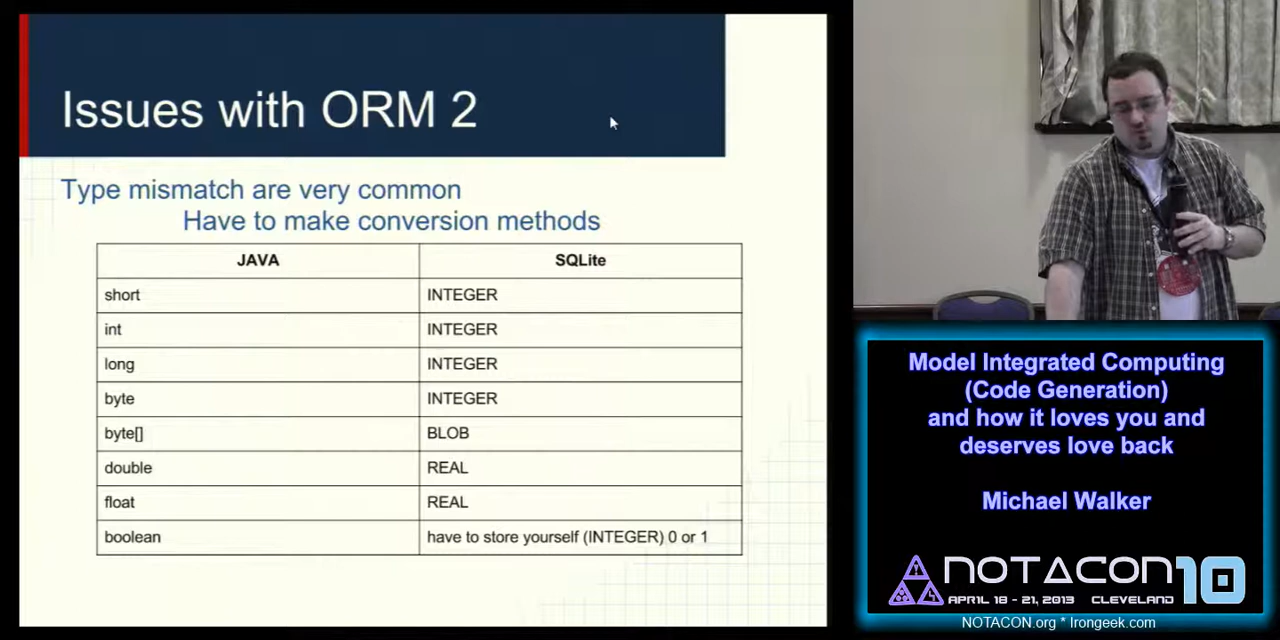 Issues with ORM 2
Type mismatch are very common
Have to make conversion methods
JAVA SQLite
short INTEGER
int INTEGER
long INTEGER
byte INTEGER
byte[] BLOB
double REAL
float REAL
boolean have to store yourself (INTEGER) 0 or 1
Model Integrated Computing
(Code Generation)
and how it loves you and
deserves love back
Michael Walker
NOTACON 10
APRIL 18 - 21, 2013 CLEVELAND
NOTACON.org * Irongeek.com